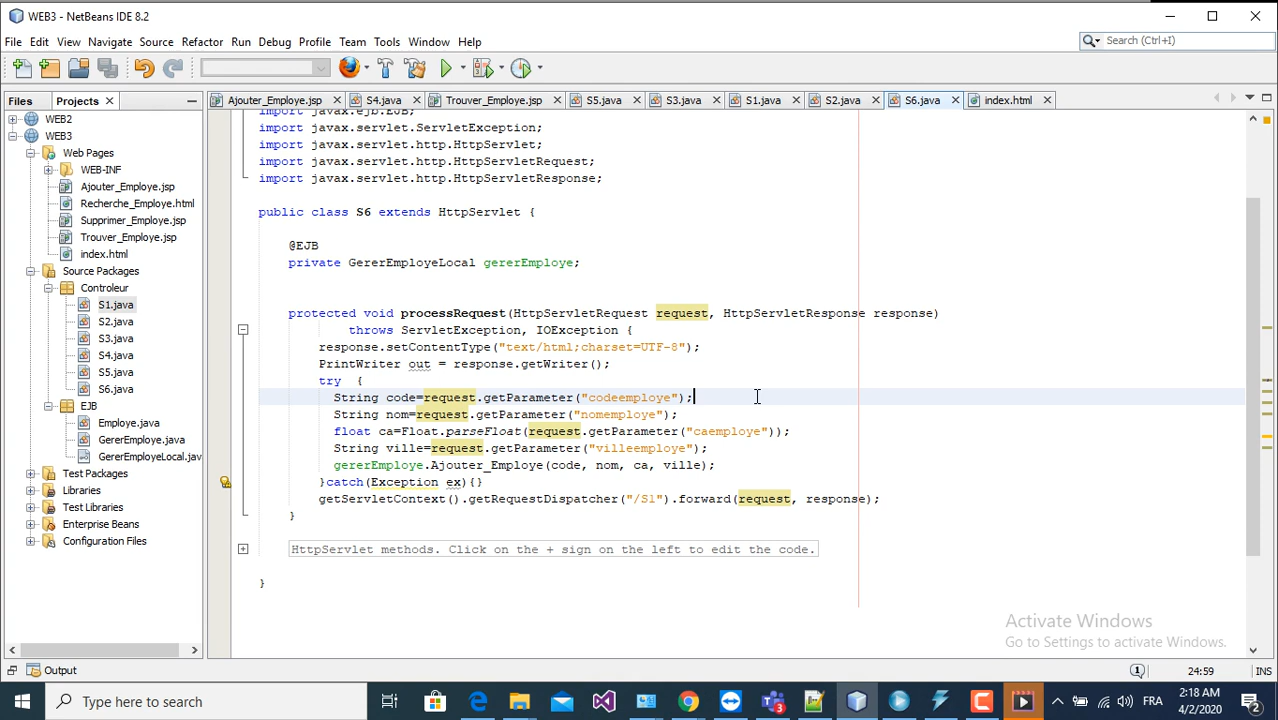 WEB3 - NetBeans IDE 8.2
File Edit View Navigate Source Refactor Run Debug Profile Team Tools Window Help
Search (Ctrl+I)
Files Projects
Ajouter_Employe.jsp S4.java Trouver_Employe.jsp S5.java S3.java S1.java S2.java S6.java index.html
WEB2
WEB3
Web Pages
WEB-INF
Ajouter_Employe.jsp
Recherche_Employe.html
Supprimer_Employe.jsp
Trouver_Employe.jsp
index.html
Source Packages
Controleur
S1.java
S2.java
S3.java
S4.java
S5.java
S6.java
EJB
Employe.java
GererEmploye.java
GererEmployeLocal.jav
Test Packages
Libraries
Test Libraries
Enterprise Beans
Configuration Files
import javax.ejb.EJB;
import javax.servlet.ServletException;
import javax.servlet.http.HttpServlet;
import javax.servlet.http.HttpServletRequest;
import javax.servlet.http.HttpServletResponse;
public class S6 extends HttpServlet {
@EJB
private GererEmployeLocal gererEmploye;
protected void processRequest(HttpServletRequest request, HttpServletResponse response)
throws ServletException, IOException {
response.setContentType("text/html;charset=UTF-8");
PrintWriter out = response.getWriter();
try {
String code=request.getParameter("codeemploye");
String nom=request.getParameter("nomemploye");
float ca=Float.parseFloat(request.getParameter("caemploye"));
String ville=request.getParameter("villeemploye");
gererEmploye.Ajouter_Employe(code, nom, ca, ville);
}catch(Exception ex){}
getServletContext().getRequestDispatcher("/S1").forward(request, response);
}
HttpServlet methods. Click on the + sign on the left to edit the code.
}
Activate Windows
Go to Settings to activate Windows.
Output
24:59 INS
Type here to search
FRA
2:18 AM
4/2/2020